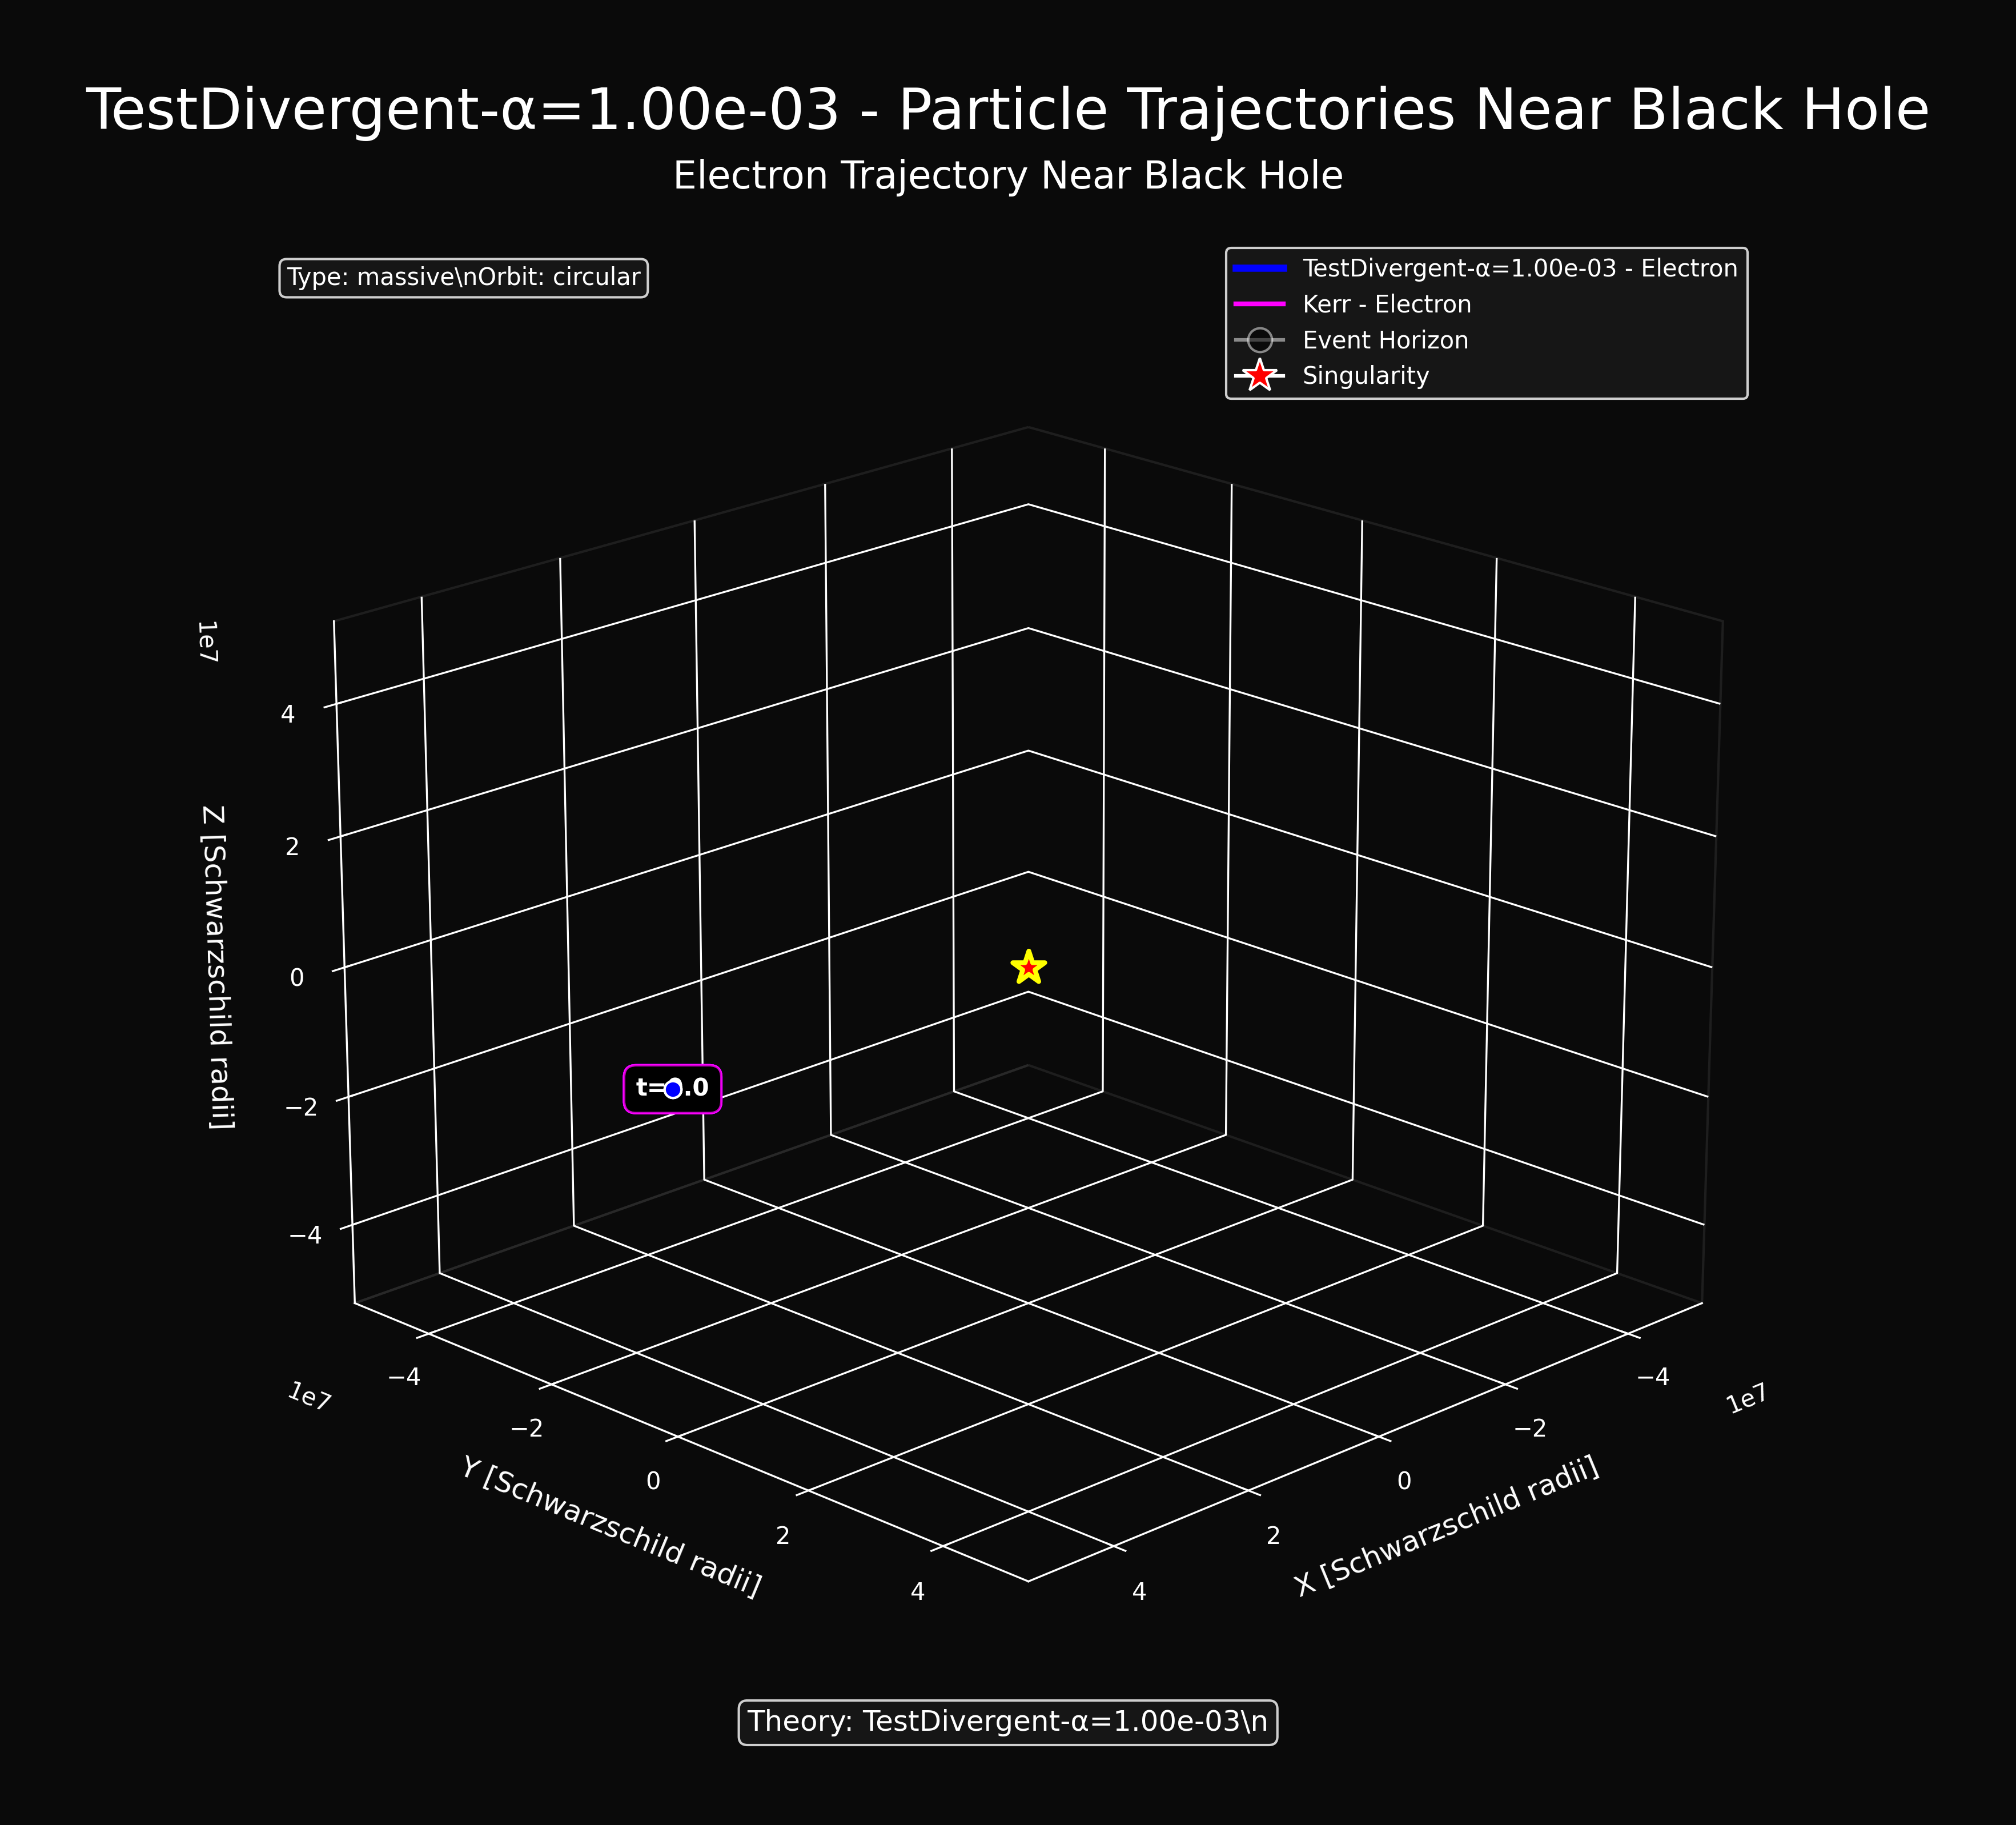 TestDivergent-α=1.00e-03 - Particle Trajectories Near Black Hole
Electron Trajectory Near Black Hole
Type: massive\nOrbit: circular
TestDivergent-α=1.00e-03 - Electron
Kerr - Electron
Event Horizon
Singularity
1e7
4
2
0
−2
−4
Z [Schwarzschild radii]
1e7
−4
−2
0
2
4
Y [Schwarzschild radii]
4
2
0
−2
−4
1e7
X [Schwarzschild radii]
Theory: TestDivergent-α=1.00e-03\n